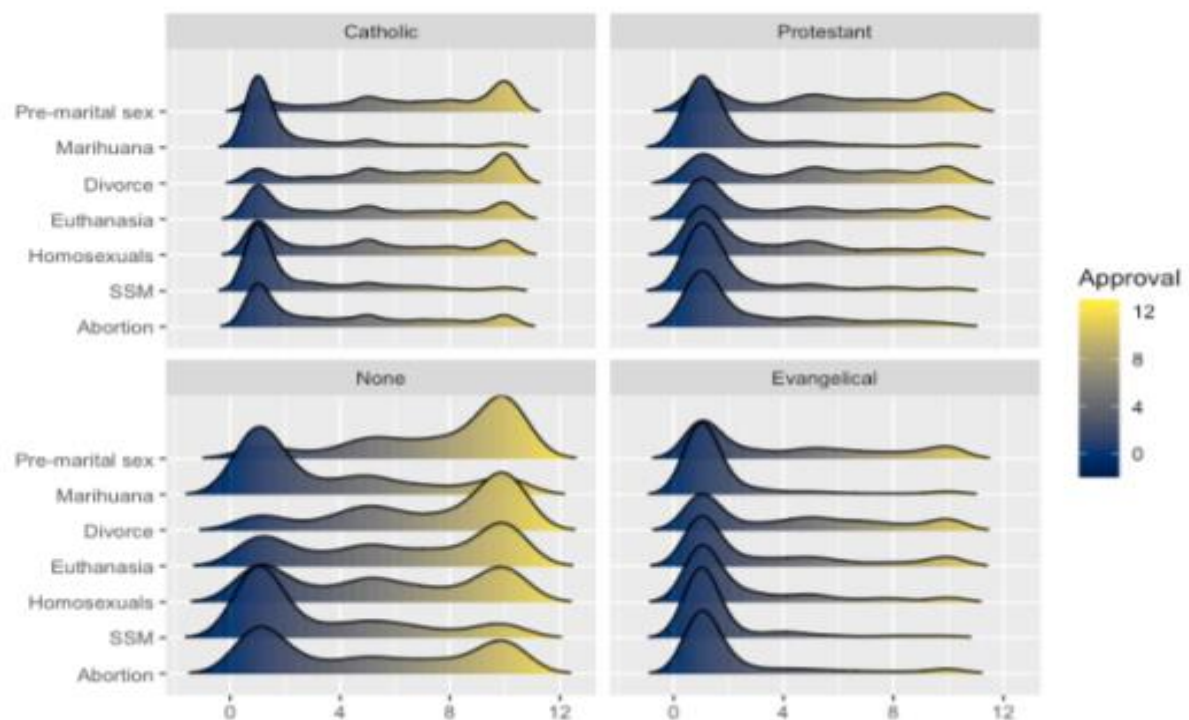 Catholic
Protestant
Pre-marital sex
Marihuana
Divorce
Euthanasia
Homosexuals
SSM
Abortion
None
Evangelical
Pre-marital sex
Marihuana
Divorce
Euthanasia
Homosexuals
SSM
Abortion
0 4 8 12
0 4 8 12
Approval
12
8
4
0